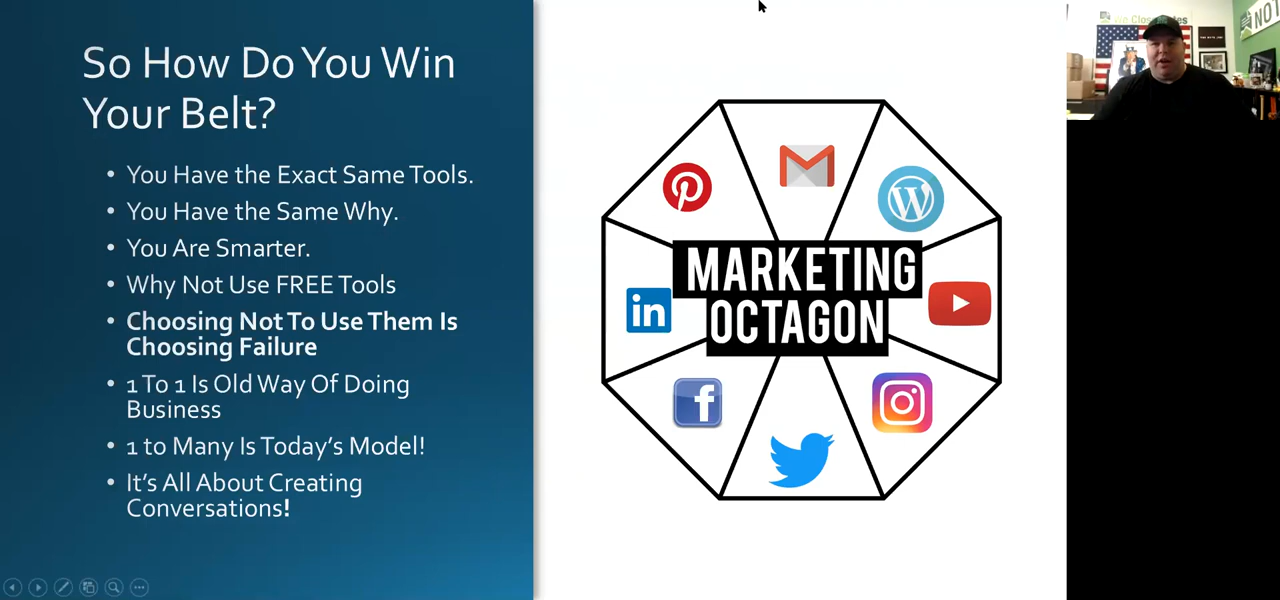 So How Do You Win
Your Belt?
• You Have the Exact Same Tools.
• You Have the Same Why.
• You Are Smarter.
• Why Not Use FREE Tools
• Choosing Not To Use Them Is
Choosing Failure
• 1 To 1 Is Old Way Of Doing
Business
• 1 to Many Is Today's Model!
• It's All About Creating
Conversations!
MARKETING
OCTAGON
in
f
NOT